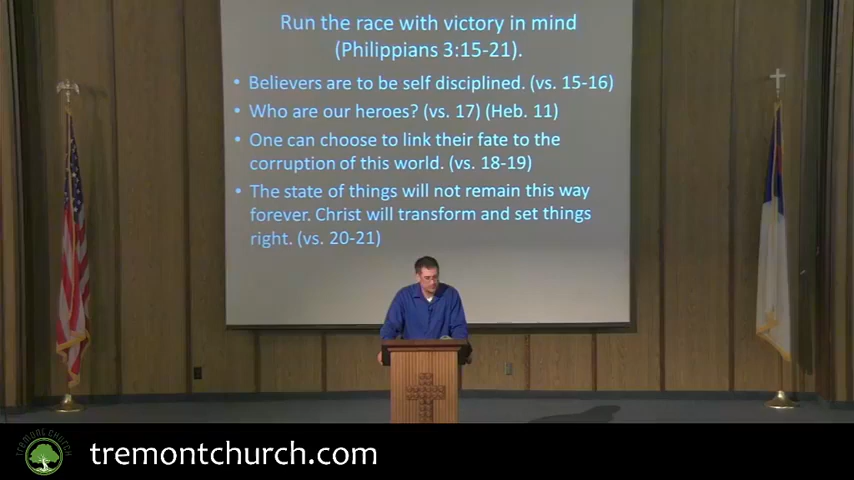 Run the race with victory in mind
(Philippians 3:15-21).
• Believers are to be self disciplined. (vs. 15-16)
• Who are our heroes? (vs. 17) (Heb. 11)
• One can choose to link their fate to the
corruption of this world. (vs. 18-19)
• The state of things will not remain this way
forever. Christ will transform and set things
right. (vs. 20-21)
TREMONT CHURCH
tremontchurch.com